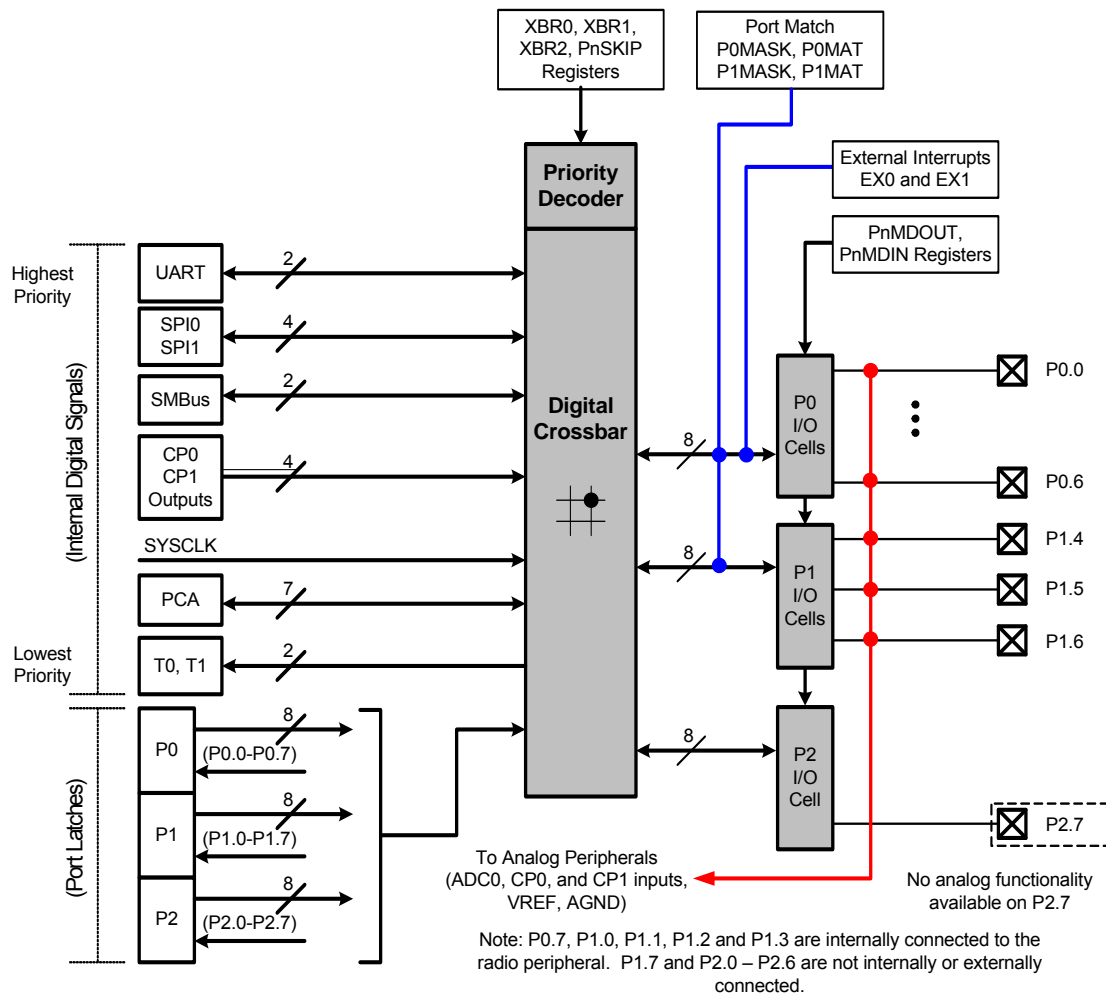 XBR0, XBR1,
XBR2, PnSKIP
Registers
Port Match
P0MASK, P0MAT
P1MASK, P1MAT
External Interrupts
EX0 and EX1
Priority
Decoder
PnMDOUT,
PnMDIN Registers
Highest
Priority
UART
2
SPI0
SPI1
4
(Internal Digital Signals)
SMBus
2
Digital
Crossbar
P0
I/O
Cells
P0.0
8
CP0
CP1
Outputs
4
P0.6
SYSCLK
P1.4
8
P1
I/O
Cells
P1.5
PCA
7
P1.6
Lowest
Priority
T0, T1
2
(Port Latches)
P0
8
(P0.0-P0.7)
8
P2
I/O
Cell
P1
8
(P1.0-P1.7)
P2.7
P2
8
(P2.0-P2.7)
To Analog Peripherals
(ADC0, CP0, and CP1 inputs,
VREF, AGND)
No analog functionality
available on P2.7
Note: P0.7, P1.0, P1.1, P1.2 and P1.3 are internally connected to the
radio peripheral. P1.7 and P2.0 – P2.6 are not internally or externally
connected.